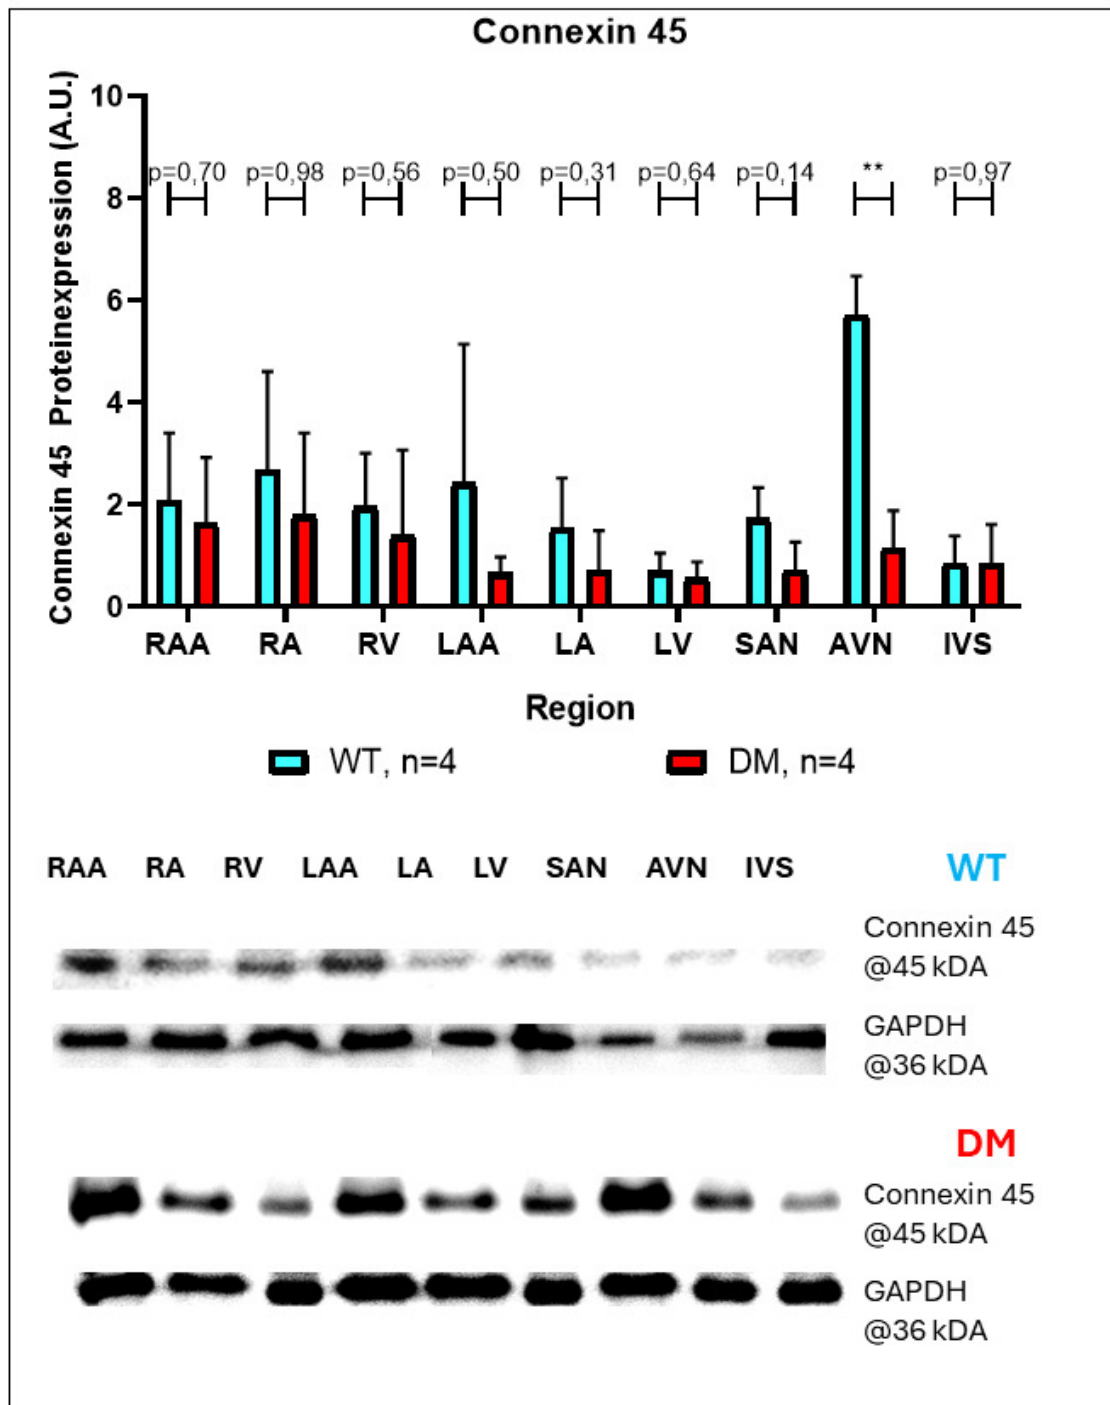 Connexin 45
Connexin 45 Proteinexpression (A.U.)
10
8
6
4
2
0
p=0,70 p=0,98 p=0,56 p=0,50 p=0,31 p=0,64 p=0,14 ** p=0,97
RAA RA RV LAA LA LV SAN AVN IVS
Region
WT, n=4 DM, n=4
RAA RA RV LAA LA LV SAN AVN IVS WT
Connexin 45
@45 kDA
GAPDH
@36 kDA
DM
Connexin 45
@45 kDA
GAPDH
@36 kDA